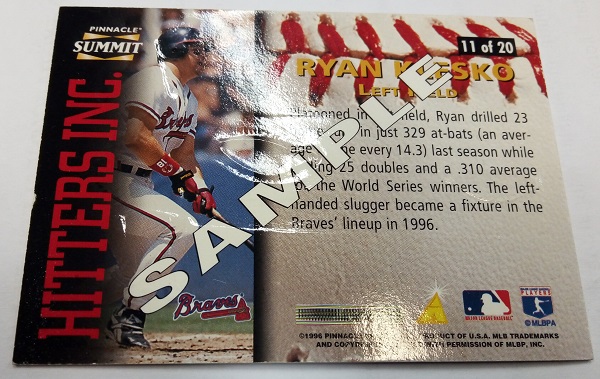 PINNACLE
SUMMIT
HITTERS INC.
11 of 20
RYAN KLESKO
LEFT FIELD
Platooned in field, Ryan drilled 23
in just 329 at-bats (an aver-
age one every 14.3) last season while
25 doubles and a .310 average
the World Series winners. The left-
handed slugger became a fixture in the
Braves' lineup in 1996.
SAMPLE
Braves
MAJOR LEAGUE BASEBALL
PLAYERS
©MLBPA
©1996 PINNACLE PRODUCT OF U.S.A. MLB TRADEMARKS
AND COPYRIGHTS WITH PERMISSION OF MLBP, INC.